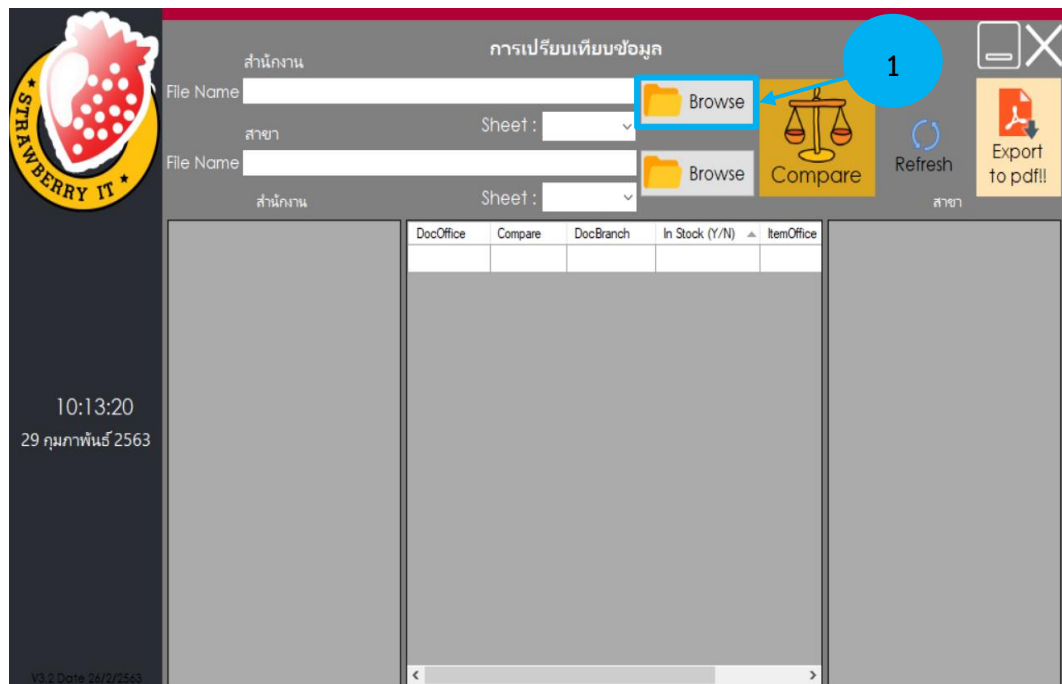 STRAWBERRY IT
การเปรียบเทียบข้อมูล
1
สำนักงาน
File Name
Browse
Sheet :
สาขา
File Name
Browse
Sheet :
Compare
Refresh
Export
to pdf!!
สำนักงาน
สาขา
DocOffice Compare DocBranch In Stock (Y/N) ItemOffice
10:13:20
29 กุมภาพันธ์ 2563
V3.2 Date 26/2/2563